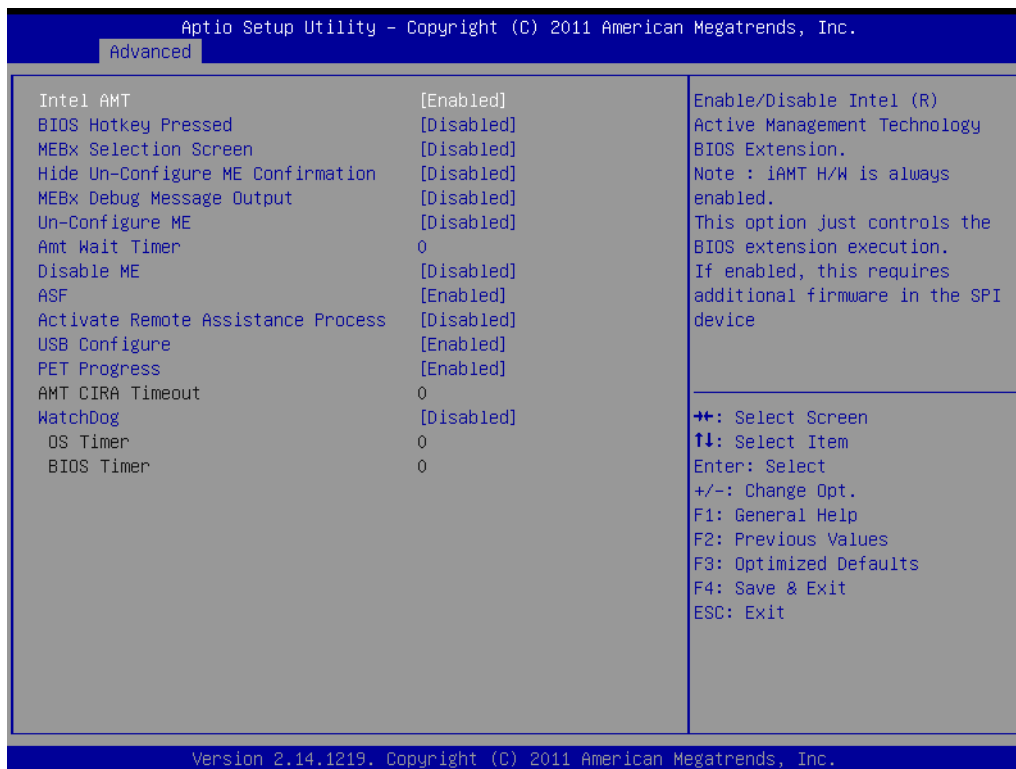 Aptio Setup Utility – Copyright (C) 2011 American Megatrends, Inc.
Advanced
Intel AMT [Enabled]
BIOS Hotkey Pressed [Disabled]
MEBx Selection Screen [Disabled]
Hide Un-Configure ME Confirmation [Disabled]
MEBx Debug Message Output [Disabled]
Un-Configure ME [Disabled]
Amt Wait Timer 0
Disable ME [Disabled]
ASF [Enabled]
Activate Remote Assistance Process [Disabled]
USB Configure [Enabled]
PET Progress [Enabled]
AMT CIRA Timeout 0
WatchDog [Disabled]
OS Timer 0
BIOS Timer 0
Enable/Disable Intel (R)
Active Management Technology
BIOS Extension.
Note : iAMT H/W is always
enabled.
This option just controls the
BIOS extension execution.
If enabled, this requires
additional firmware in the SPI
device
→←: Select Screen
↑↓: Select Item
Enter: Select
+/-: Change Opt.
F1: General Help
F2: Previous Values
F3: Optimized Defaults
F4: Save & Exit
ESC: Exit
Version 2.14.1219. Copyright (C) 2011 American Megatrends, Inc.